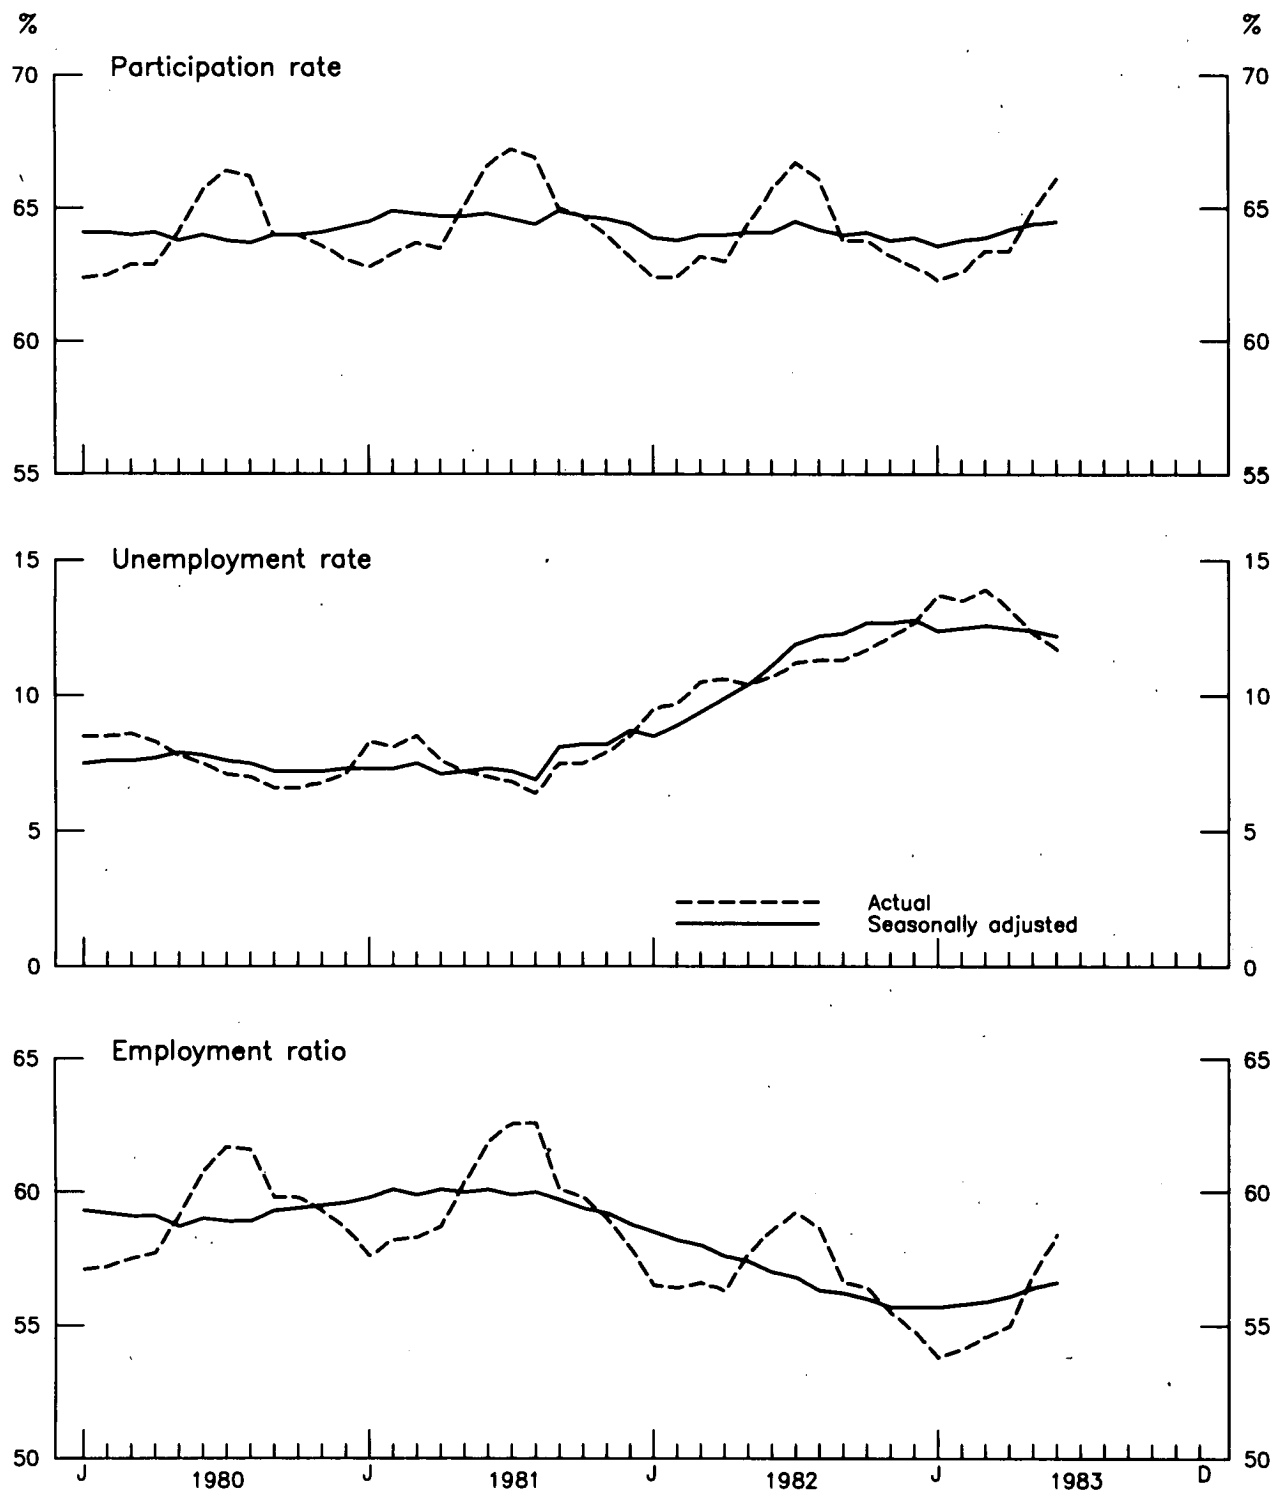 % %
Participation rate
70 70
65 65
60 60
55 55
Unemployment rate
15 15
10 10
5 5
Actual
Seasonally adjusted
0 0
Employment ratio
65 65
60 60
55 55
50 50
J 1980 J 1981 J 1982 J 1983 D